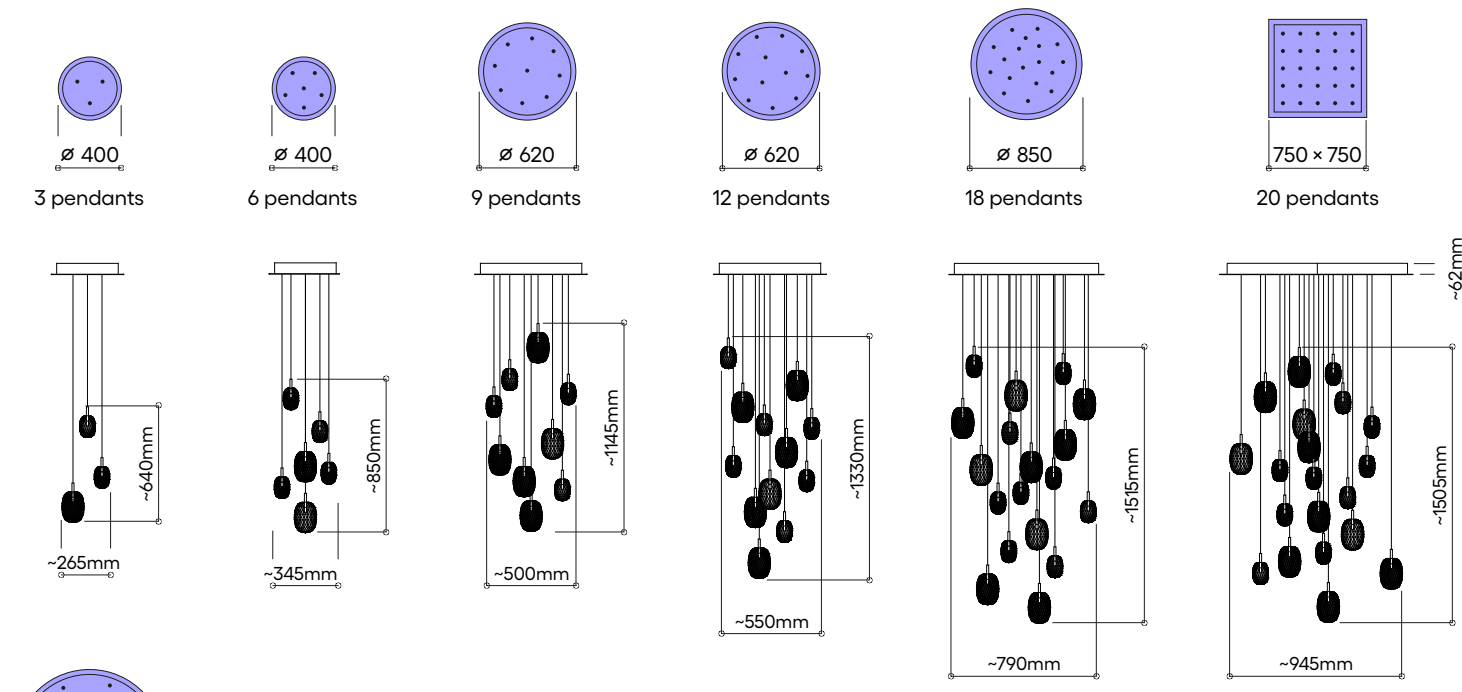 ⌀ 400
⌀ 400
⌀ 620
⌀ 620
⌀ 850
750 × 750
3 pendants
6 pendants
9 pendants
12 pendants
18 pendants
20 pendants
~62mm
~640mm
~850mm
~1145mm
~1330mm
~1515mm
~1505mm
~265mm
~345mm
~500mm
~550mm
~790mm
~945mm